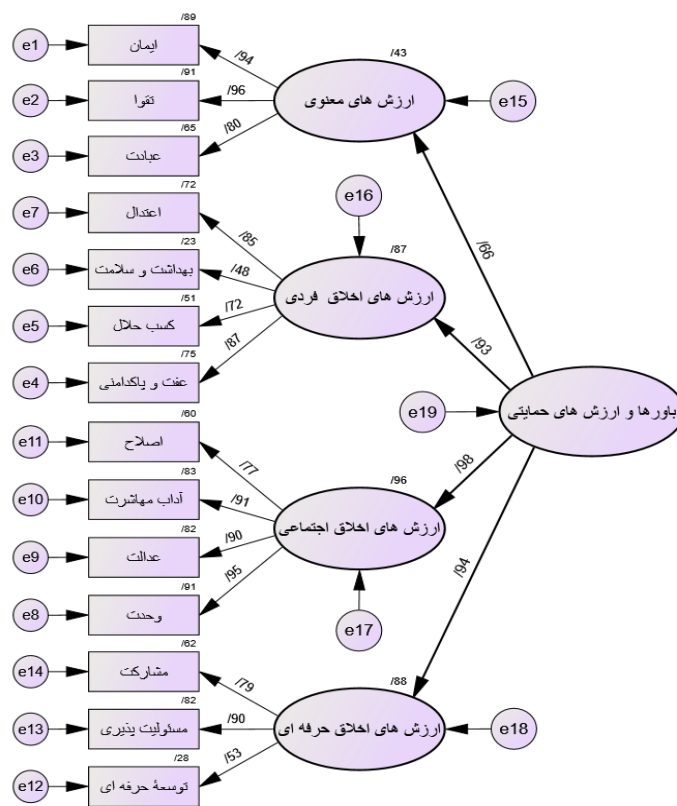 /89
e1
ایمان
/94
/91
e2
تقوا
/96
/65
e3
عبادت
/80
/43
ارزش های معنوی
e15
/72
e7
اعتدال
/85
/23
e6
بهداشت و سلامت
/48
/51
e5
کسب حلال
/72
/75
e4
عفت و پاکدامنی
/87
e16
/87
ارزش های اخلاق فردی
/66
/93
e19
باورها و ارزش های حمایتی
/98
/94
/60
e11
اصلاح
/77
/83
e10
آداب مهاشرت
/91
/82
e9
عدالت
/90
/91
e8
وحدت
/95
/96
ارزش های اخلاق اجتماعی
e17
/62
e14
مشارکت
/79
/82
e13
مسئولیت پذیری
/90
/28
e12
توسعۀ حرفه ای
/53
/88
ارزش های اخلاق حرفه ای
e18